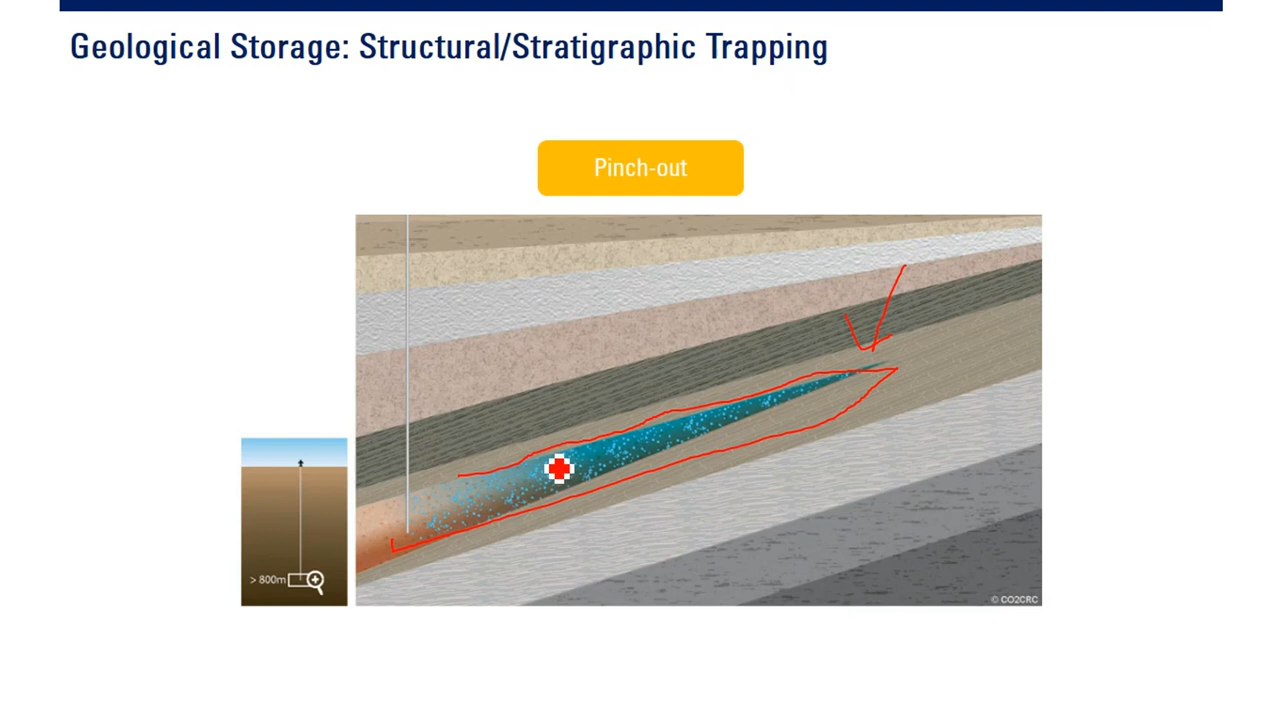 Geological Storage: Structural/Stratigraphic Trapping
Pinch-out
> 800m
© CO2CRC